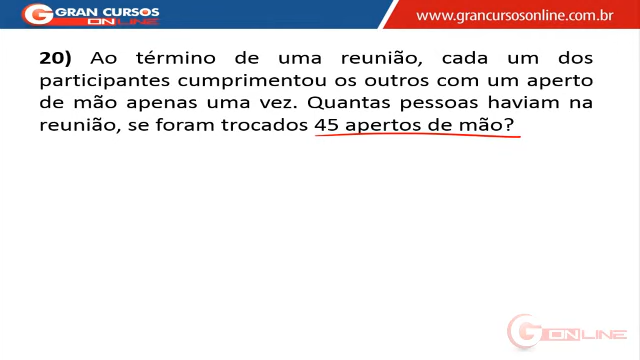 GRAN CURSOS
ONLINE
www.grancursosonline.com.br
20) Ao término de uma reunião, cada um dos
participantes cumprimentou os outros com um aperto
de mão apenas uma vez. Quantas pessoas haviam na
reunião, se foram trocados 45 apertos de mão?
ONLINE